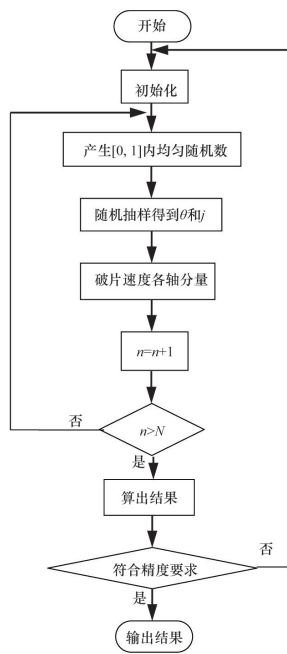 开始
初始化
产生[0, 1]内均匀随机数
随机抽样得到θ和j
破片速度各轴分量
n=n+1
否
n>N
是
算出结果
否
符合精度要求
是
输出结果